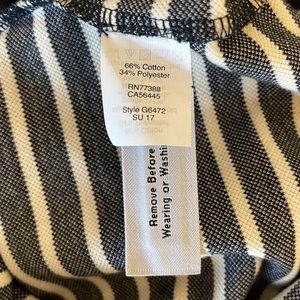 66% Cotton
34% Polyester
RN77388
CA56445
Style G6472
SU 17
Remove Before
Wearing or Washi